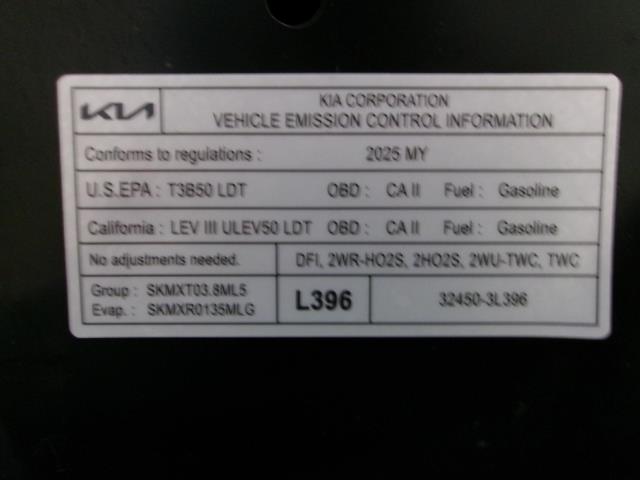 KIA
KIA CORPORATION
VEHICLE EMISSION CONTROL INFORMATION
Conforms to regulations : 2025 MY
U.S.EPA : T3B50 LDT OBD : CA II Fuel : Gasoline
California : LEV III ULEV50 LDT OBD : CA II Fuel : Gasoline
No adjustments needed. DFI, 2WR-HO2S, 2HO2S, 2WU-TWC, TWC
Group : SKMXT03.8ML5
Evap. : SKMXR0135MLG
L396
32450-3L396